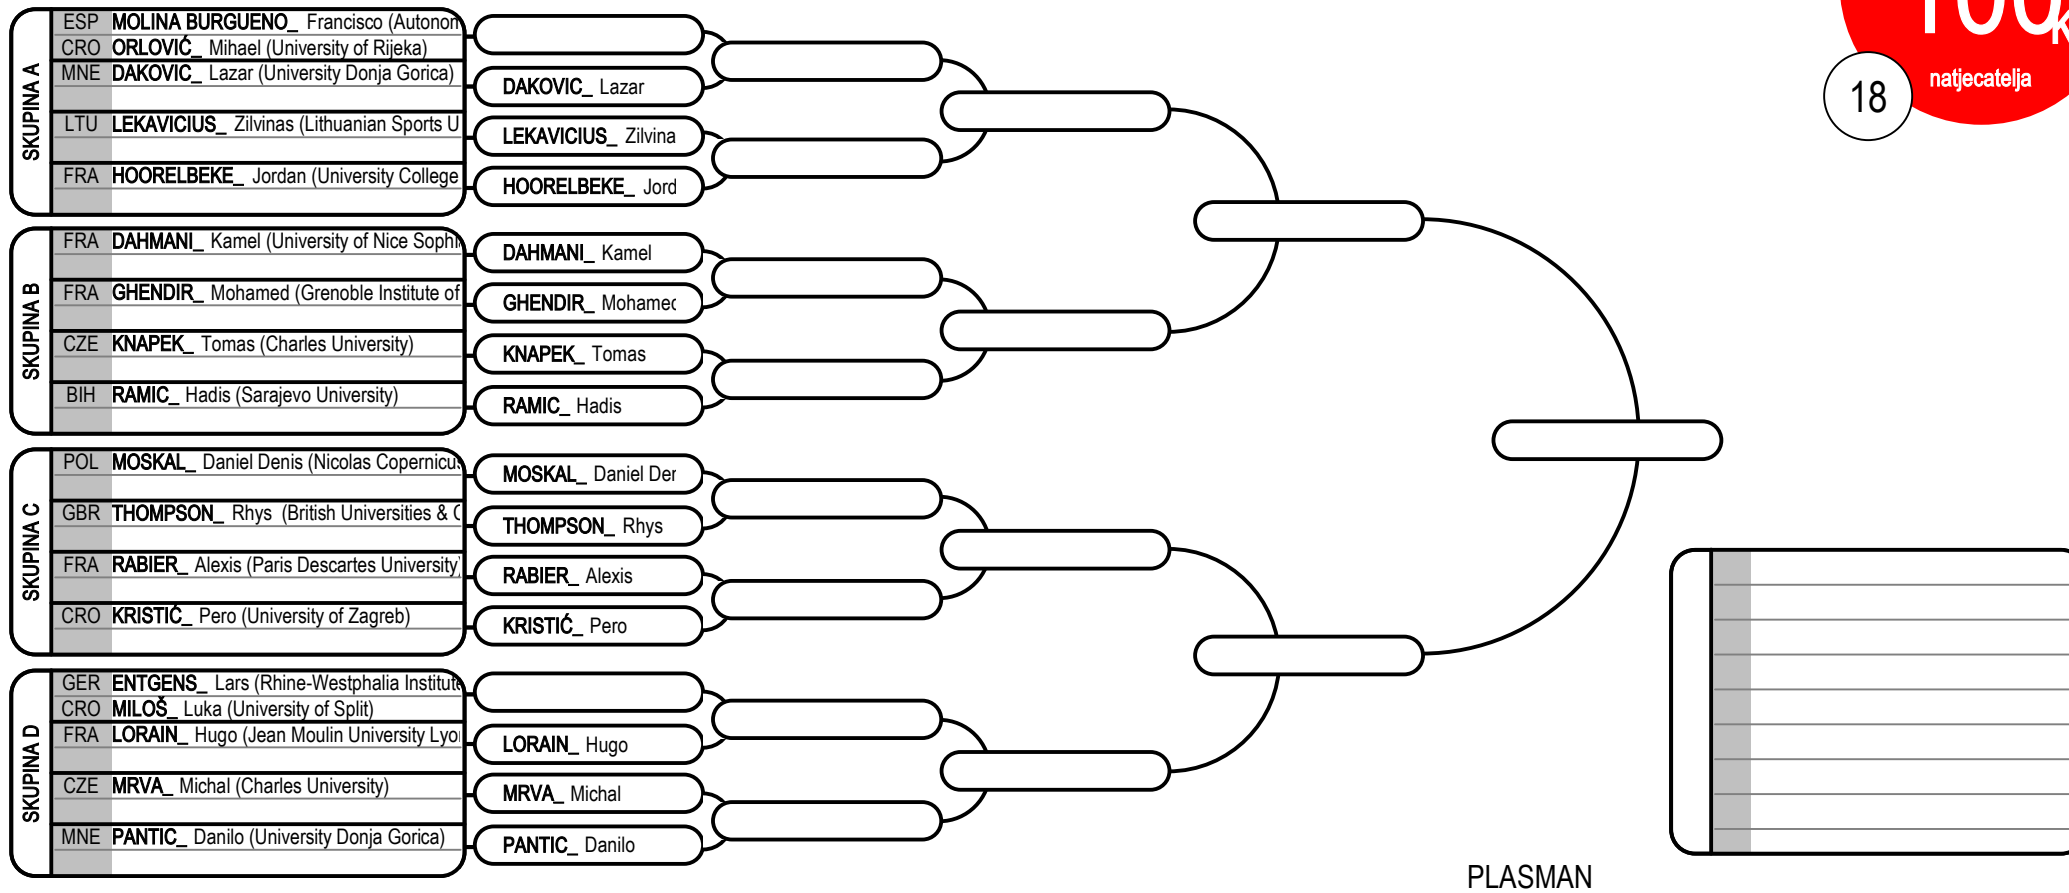 SKUPINA A
ESP MOLINA BURGUENO_ Francisco (Autonon
CRO ORLOVIĆ_ Mihael (University of Rijeka)
MNE DAKOVIC_ Lazar (University Donja Gorica)
LTU LEKAVICIUS_ Zilvinas (Lithuanian Sports U
FRA HOORELBEKE_ Jordan (University College
DAKOVIC_ Lazar
LEKAVICIUS_ Zilvina
HOORELBEKE_ Jord
SKUPINA B
FRA DAHMANI_ Kamel (University of Nice Sophi
FRA GHENDIR_ Mohamed (Grenoble Institute of
CZE KNAPEK_ Tomas (Charles University)
BIH RAMIC_ Hadis (Sarajevo University)
DAHMANI_ Kamel
GHENDIR_ Mohamed
KNAPEK_ Tomas
RAMIC_ Hadis
SKUPINA C
POL MOSKAL_ Daniel Denis (Nicolas Copernicus
GBR THOMPSON_ Rhys (British Universities &
FRA RABIER_ Alexis (Paris Descartes University)
CRO KRISTIĆ_ Pero (University of Zagreb)
MOSKAL_ Daniel Der
THOMPSON_ Rhys
RABIER_ Alexis
KRISTIĆ_ Pero
SKUPINA D
GER ENTGENS_ Lars (Rhine-Westphalia Institute
CRO MILOŠ_ Luka (University of Split)
FRA LORAIN_ Hugo (Jean Moulin University Lyo
CZE MRVA_ Michal (Charles University)
MNE PANTIC_ Danilo (University Donja Gorica)
LORAIN_ Hugo
MRVA_ Michal
PANTIC_ Danilo
100k
natjecatelja
18
PLASMAN